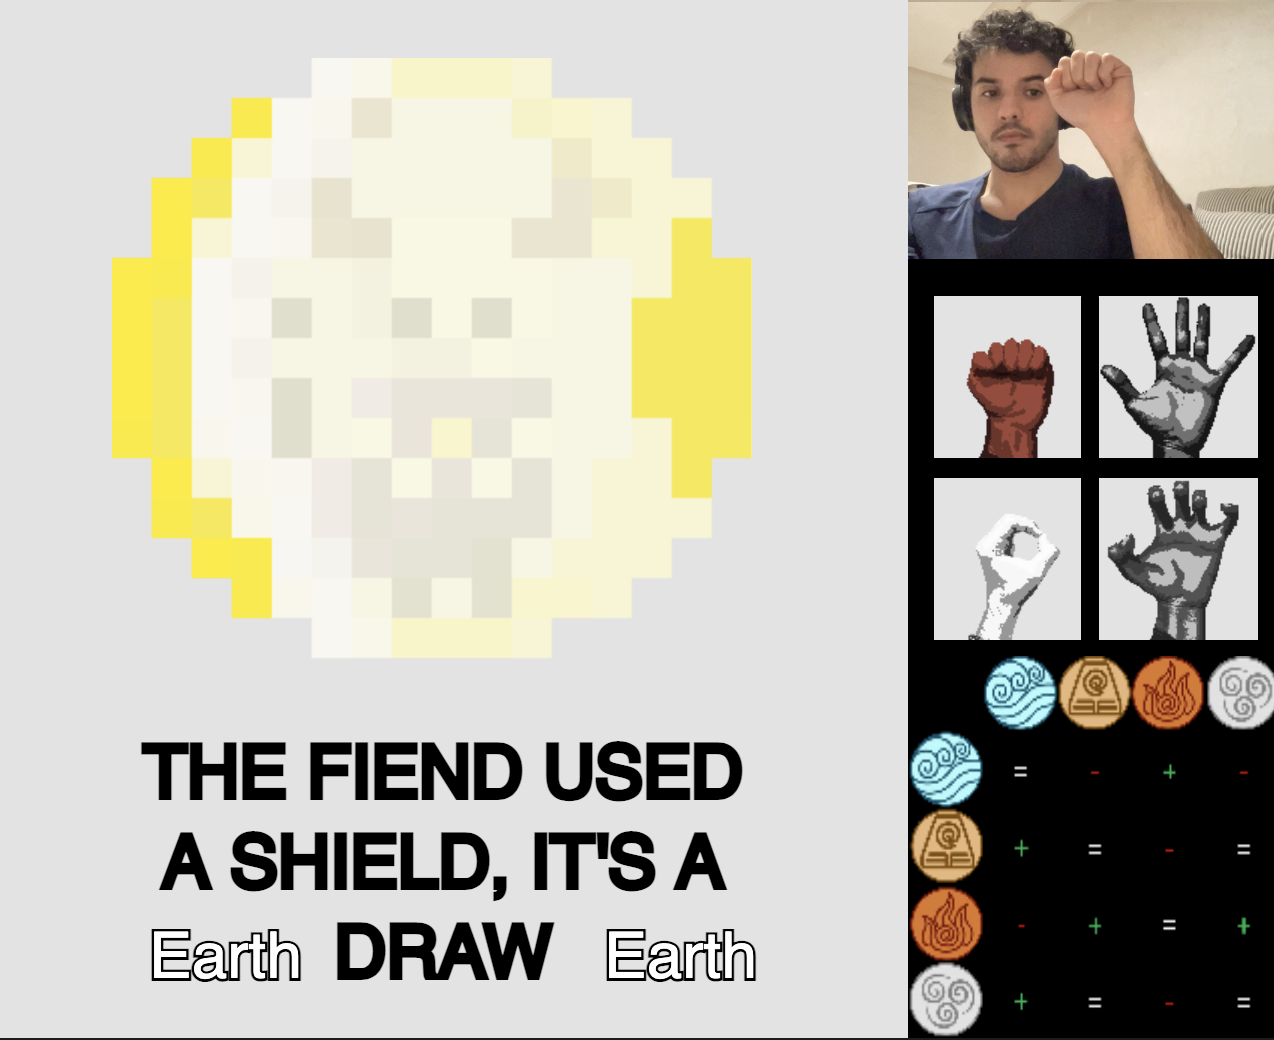 THE FIEND USED
A SHIELD, IT'S A
Earth DRAW Earth
= - + -
+ = - =
- + = +
+ = - =